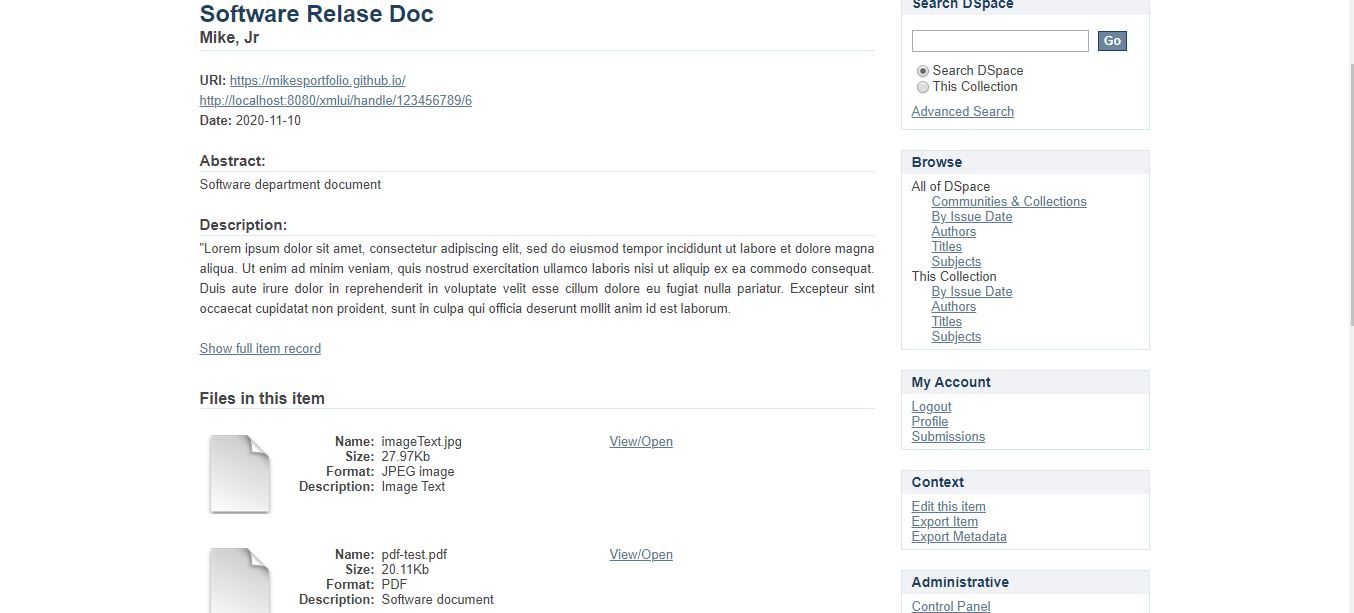 Software Relase Doc
Mike, Jr
URI: https://mikesportfolio.github.io/
http://localhost:8080/xmlui/handle/123456789/6
Date: 2020-11-10
Abstract:
Software department document
Description:
"Lorem ipsum dolor sit amet, consectetur adipiscing elit, sed do eiusmod tempor incididunt ut labore et dolore magna
aliqua. Ut enim ad minim veniam, quis nostrud exercitation ullamco laboris nisi ut aliquip ex ea commodo consequat.
Duis aute irure dolor in reprehenderit in voluptate velit esse cillum dolore eu fugiat nulla pariatur. Excepteur sint
occaecat cupidatat non proident, sunt in culpa qui officia deserunt mollit anim id est laborum.
Show full item record
Files in this item
Name: imageText.jpg View/Open
Size: 27.97Kb
Format: JPEG image
Description: Image Text
Name: pdf-test.pdf View/Open
Size: 20.11Kb
Format: PDF
Description: Software document
Search DSpace
Go
Search DSpace
This Collection
Advanced Search
Browse
All of DSpace
Communities & Collections
By Issue Date
Authors
Titles
Subjects
This Collection
By Issue Date
Authors
Titles
Subjects
My Account
Logout
Profile
Submissions
Context
Edit this item
Export Item
Export Metadata
Administrative
Control Panel